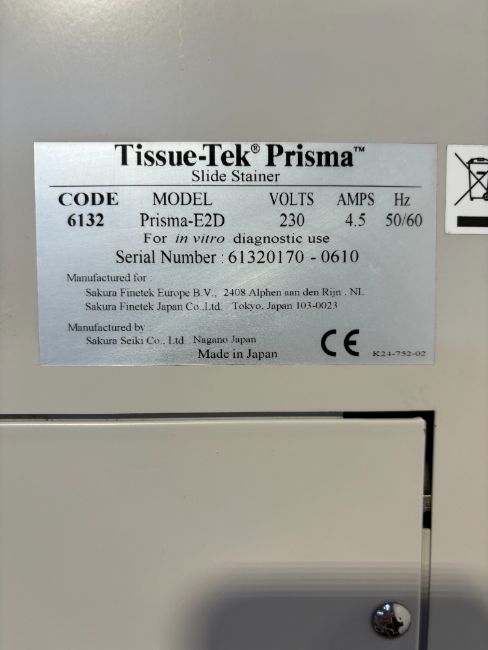 Tissue-Tek® Prisma™
Slide Stainer
CODE MODEL VOLTS AMPS Hz
6132 Prisma-E2D 230 4.5 50/60
For in vitro diagnostic use
Serial Number : 61320170 - 0610
Manufactured for :
Sakura Finetek Europe B.V., 2408 Alphen aan den Rijn . NL
Sakura Finetek Japan Co.,Ltd. Tokyo, Japan 103-0023
Manufactured by
Sakura Seiki Co., Ltd Nagano Japan
Made in Japan
CE
K24-752-02